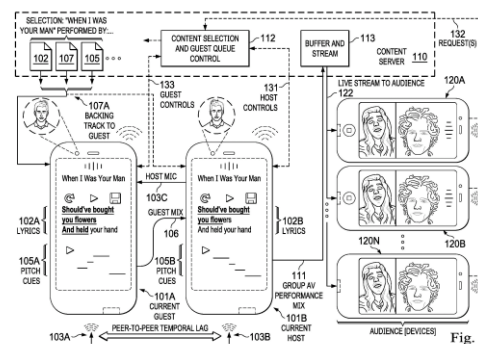 SELECTION: "WHEN I WAS
YOUR MAN" PERFORMED BY:...
102
107
105
CONTENT SELECTION
AND GUEST QUEUE
CONTROL
112
BUFFER AND
STREAM
113
CONTENT
SERVER
110
132
REQUEST(S)
107A
BACKING
TRACK TO
GUEST
133
GUEST
CONTROLS
131
HOST
CONTROLS
LIVE STREAM TO AUDIENCE
122
120A
When I Was Your Man
Should've bought
you flowers
And held your hand
HOST MIC
103C
GUEST MIX
106
When I Was Your Man
Should've bought
you flowers
And held your hand
102A
LYRICS
105A
PITCH
CUES
102B
LYRICS
105B
PITCH
CUES
111
GROUP AV
PERFORMANCE
MIX
101A
CURRENT
GUEST
101B
CURRENT
HOST
120B
120N
AUDIENCE [DEVICES]
103A
PEER-TO-PEER TEMPORAL LAG
103B
Fig.